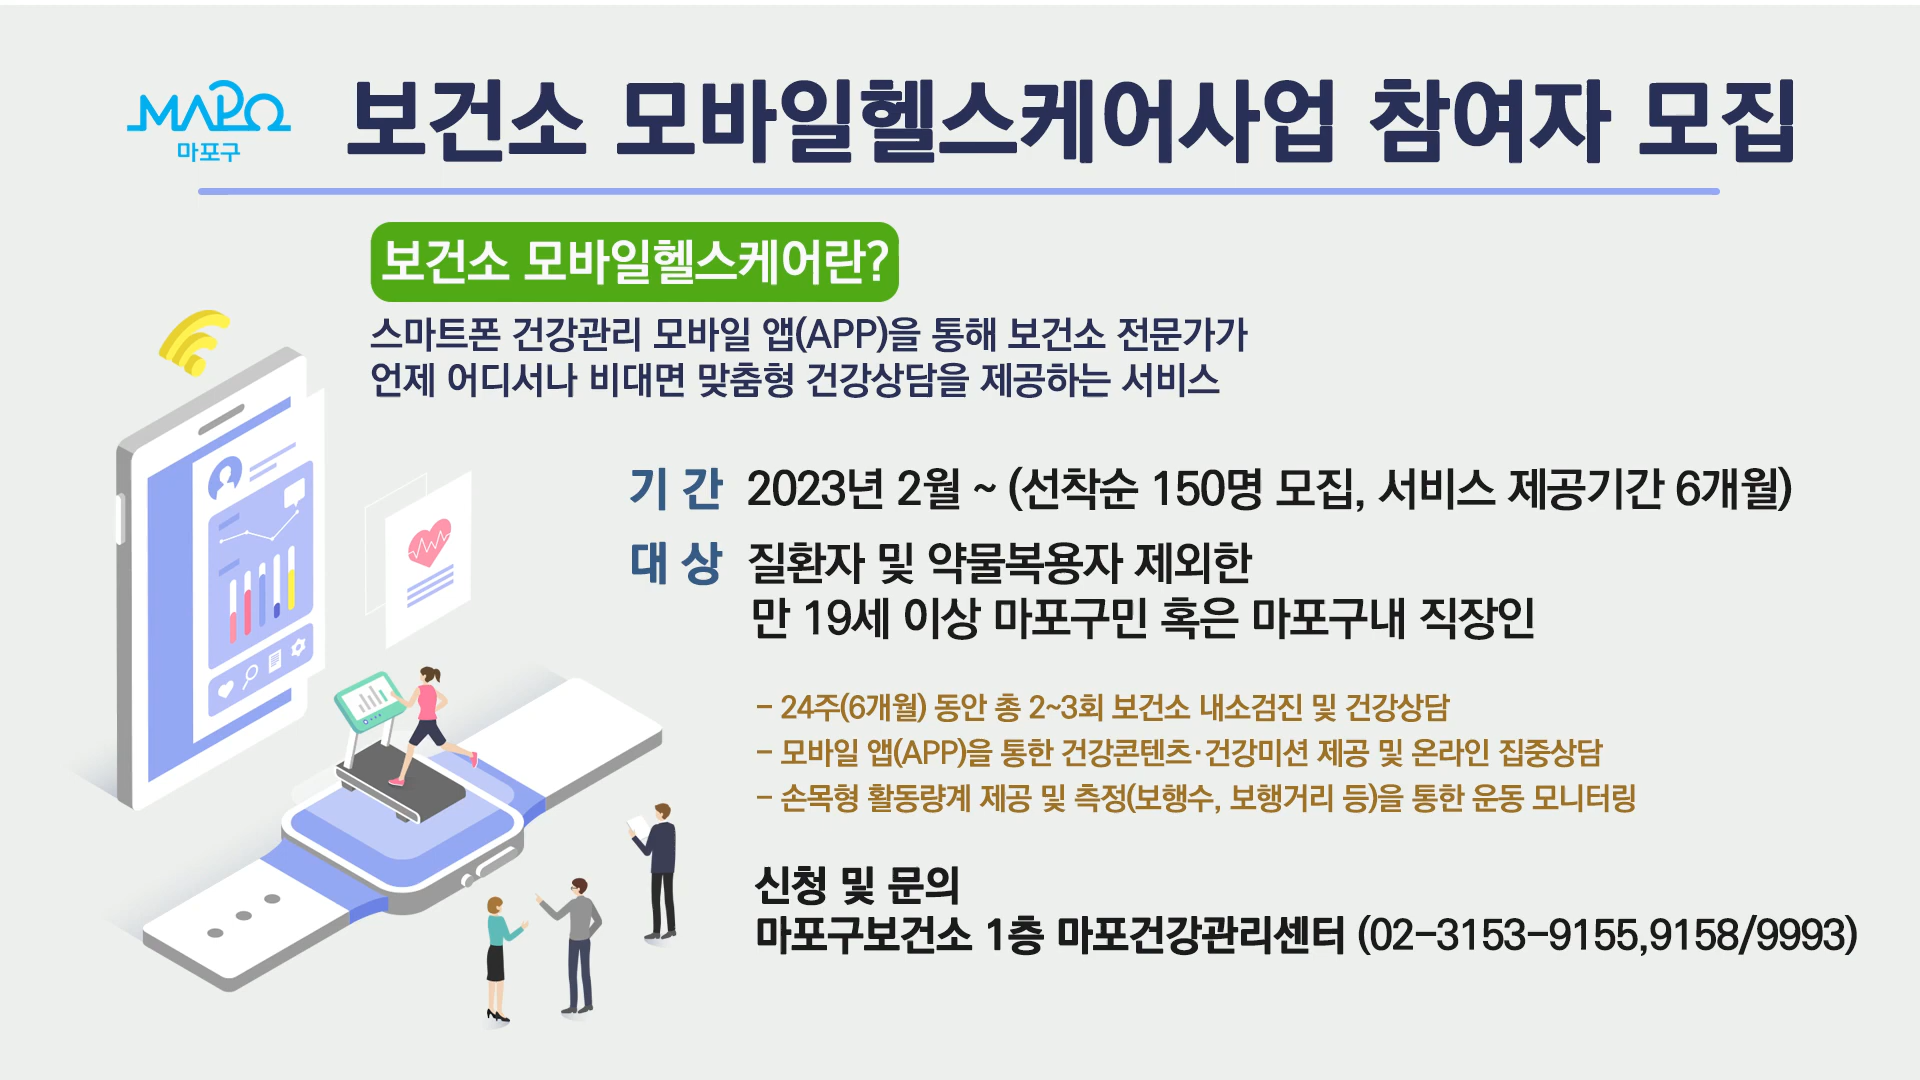 MAPO
마포구
보건소 모바일헬스케어사업 참여자 모집
보건소 모바일헬스케어란?
스마트폰 건강관리 모바일 앱(APP)을 통해 보건소 전문가가
언제 어디서나 비대면 맞춤형 건강상담을 제공하는 서비스
기 간 2023년 2월 ~ (선착순 150명 모집, 서비스 제공기간 6개월)
대 상 질환자 및 약물복용자 제외한
만 19세 이상 마포구민 혹은 마포구내 직장인
- 24주(6개월) 동안 총 2~3회 보건소 내소검진 및 건강상담
- 모바일 앱(APP)을 통한 건강콘텐츠·건강미션 제공 및 온라인 집중상담
- 손목형 활동량계 제공 및 측정(보행수, 보행거리 등)을 통한 운동 모니터링
신청 및 문의
마포구보건소 1층 마포건강관리센터 (02-3153-9155,9158/9993)